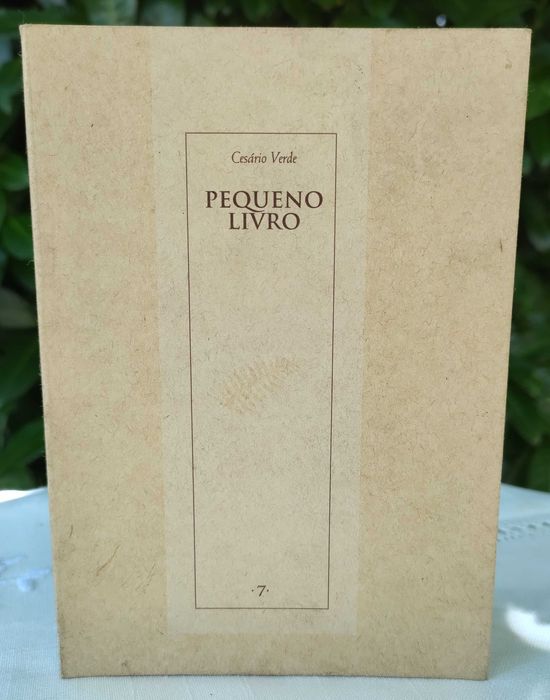 Cesário Verde
PEQUENO
LIVRO
·7·